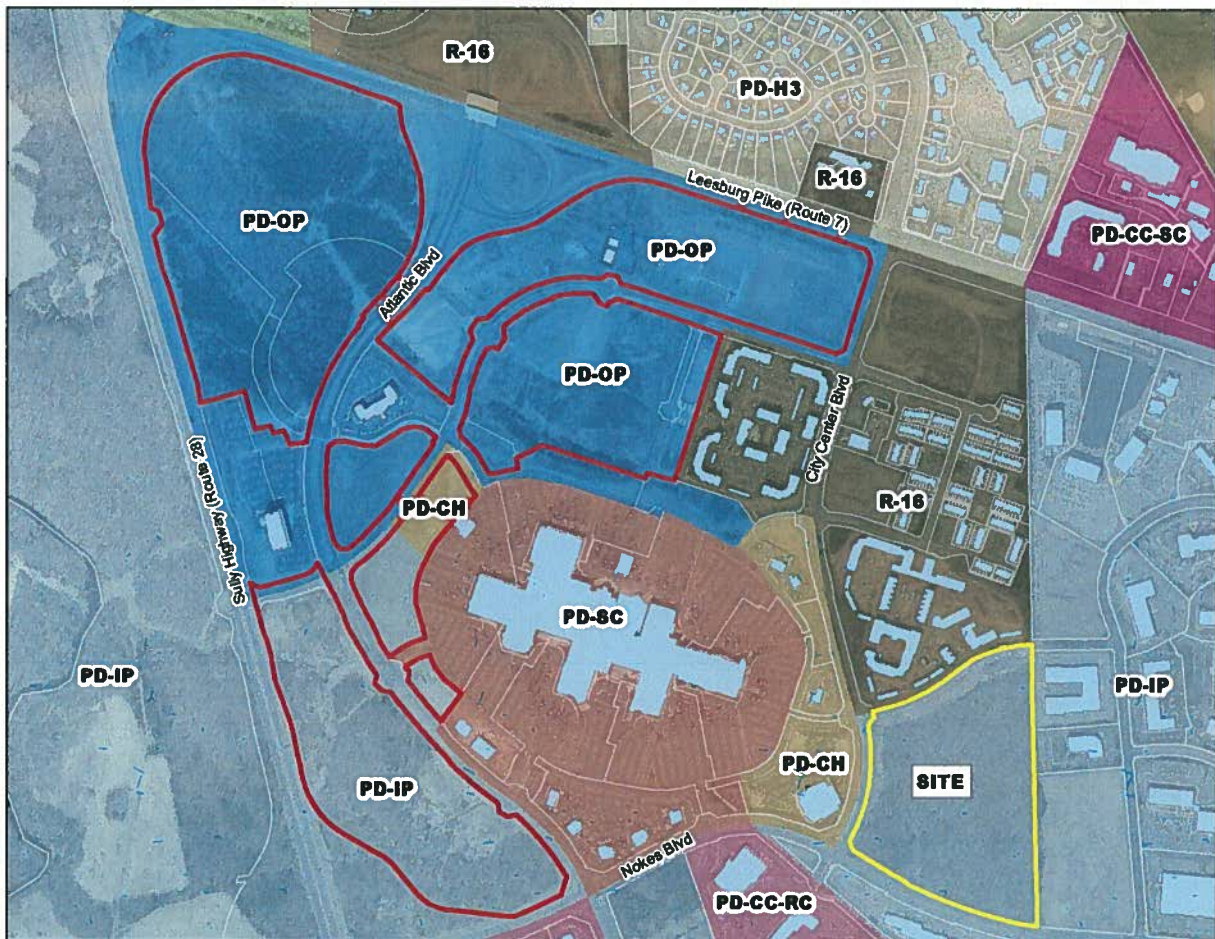 R-16
PD-H3
R-16
Leesburg Pike (Route 7)
PD-CC-SC
PD-OP
PD-OP
Atlantic Blvd
PD-OP
City Center Blvd
R-16
PD-CH
Sully Highway (Route 28)
PD-SC
PD-IP
PD-IP
PD-CH
SITE
PD-IP
Nokes Blvd
PD-CC-RC